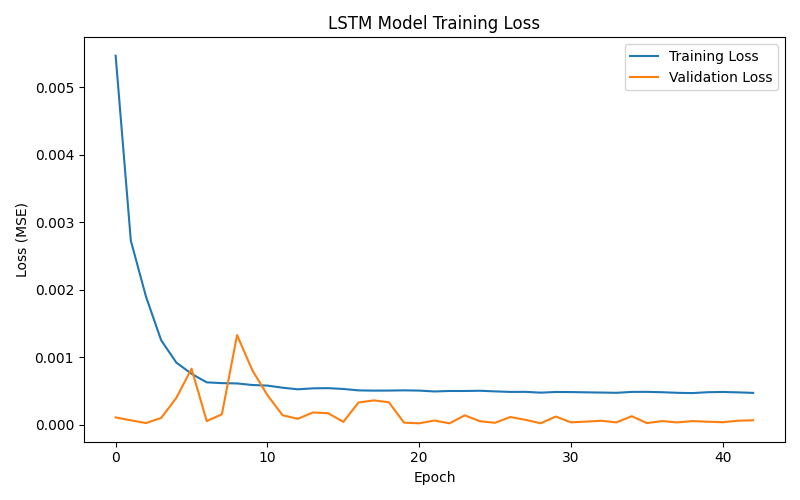 LSTM Model Training Loss
Training Loss
Validation Loss
Loss (MSE)
0.005
0.004
0.003
0.002
0.001
0.000
0 10 20 30 40
Epoch